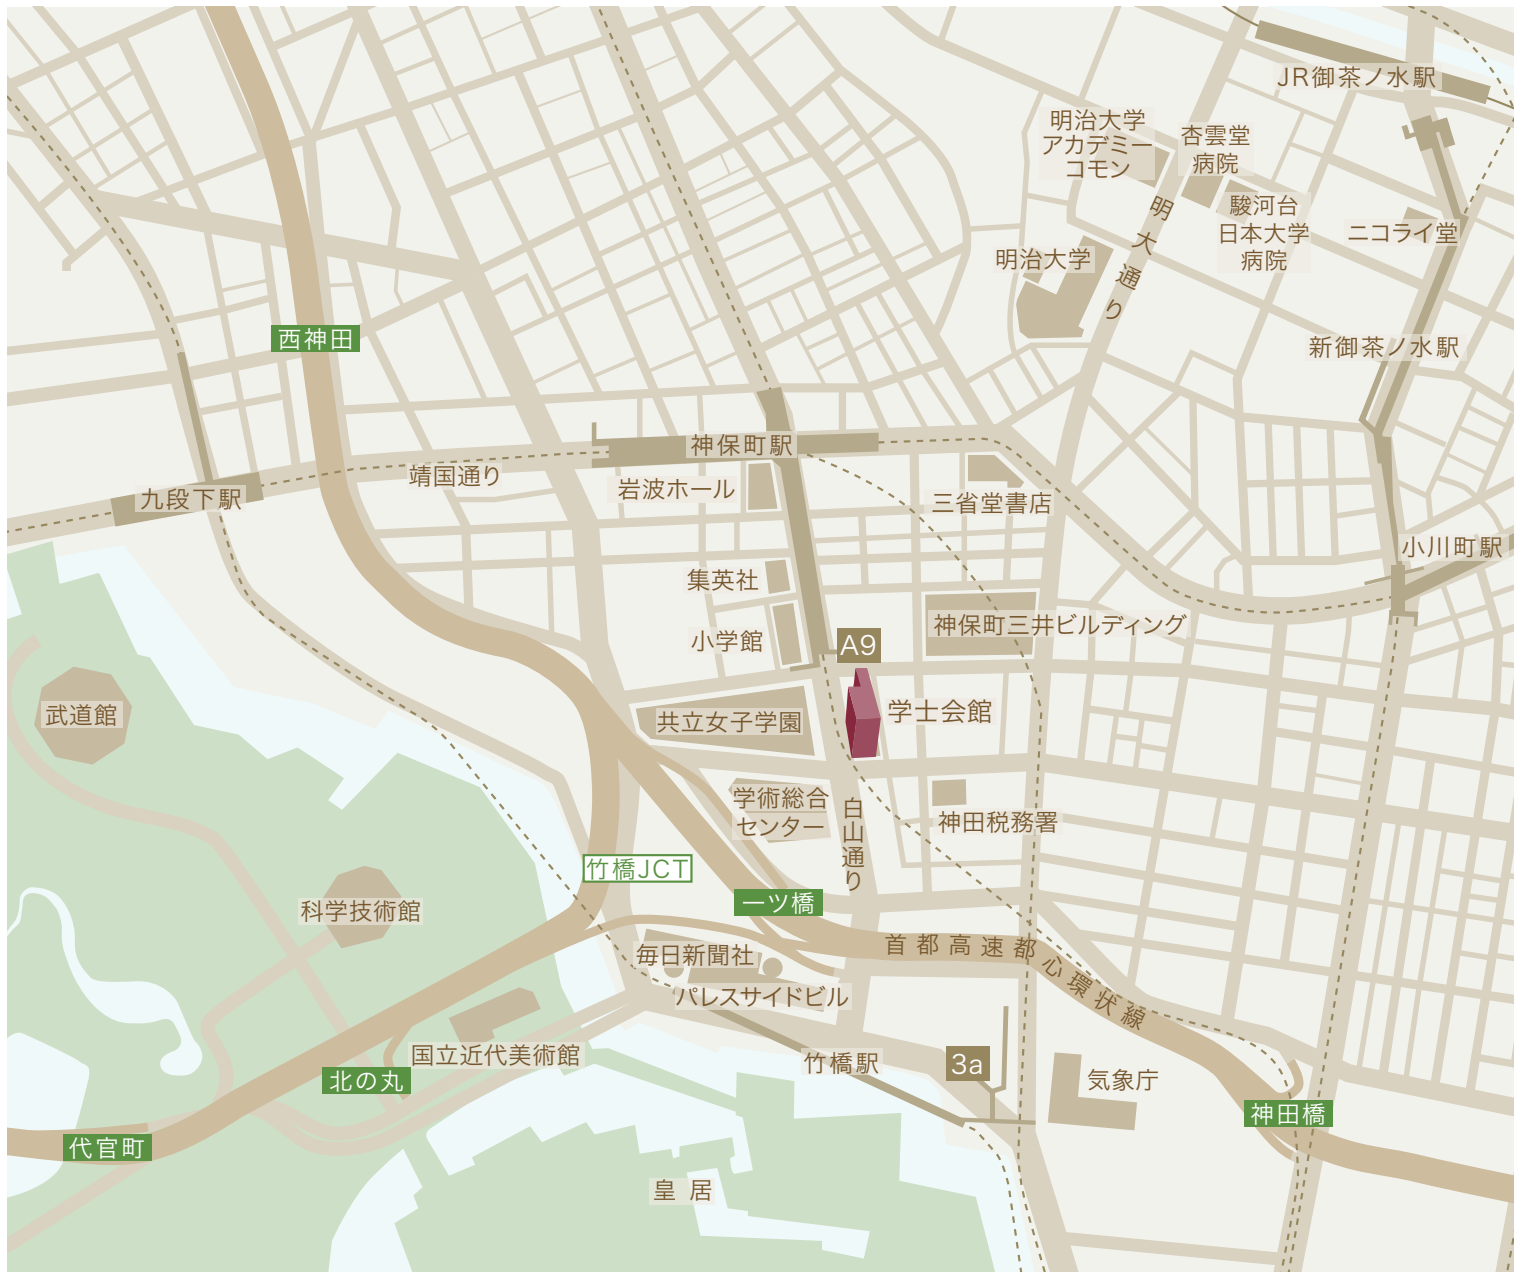 JR御茶ノ水駅
明治大学
アカデミー
コモン
杏雲堂
病院
駿河台
日本大学
病院
ニコライ堂
明大通り
明治大学
西神田
新御茶ノ水駅
神保町駅
靖国通り
岩波ホール
九段下駅
三省堂書店
小川町駅
集英社
小学館
神保町三井ビルディング
A9
武道館
共立女子学園
学士会館
学術総合
センター
白山通り
神田税務署
竹橋JCT
一ツ橋
科学技術館
首都高速都心環状線
毎日新聞社
パレスサイドビル
国立近代美術館
竹橋駅
3a
気象庁
北の丸
神田橋
代官町
皇居